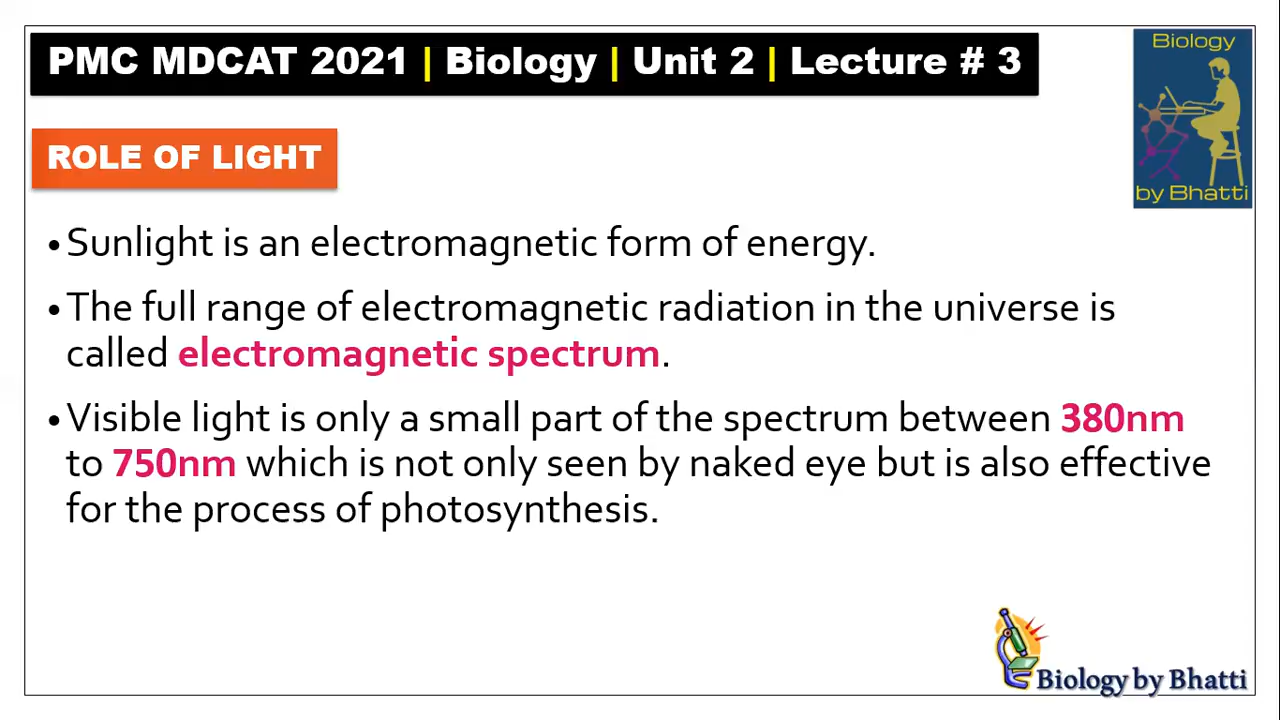 PMC MDCAT 2021 | Biology | Unit 2 | Lecture # 3
Biology
by Bhatti
ROLE OF LIGHT
• Sunlight is an electromagnetic form of energy.
• The full range of electromagnetic radiation in the universe is
called electromagnetic spectrum.
• Visible light is only a small part of the spectrum between 380nm
to 750nm which is not only seen by naked eye but is also effective
for the process of photosynthesis.
Biology by Bhatti